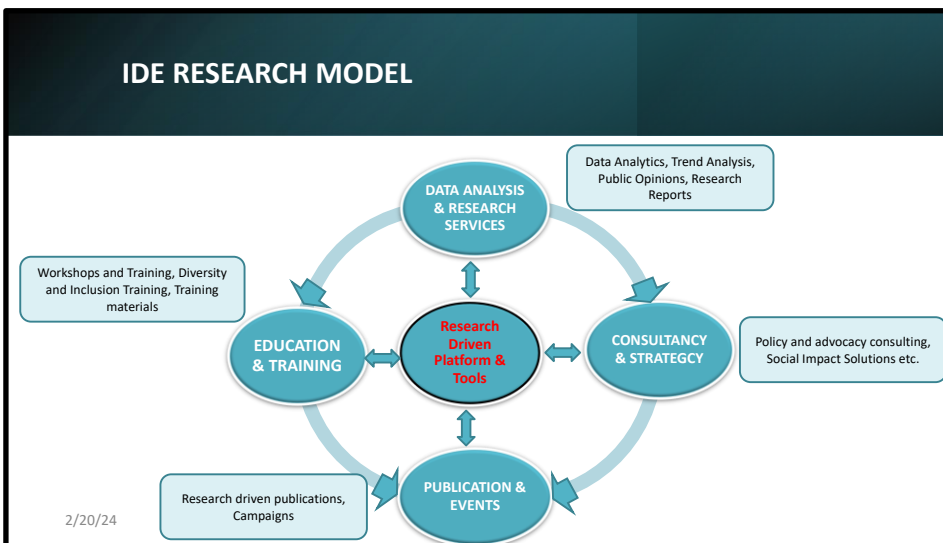 IDE RESEARCH MODEL
DATA ANALYSIS
& RESEARCH
SERVICES
Data Analytics, Trend Analysis,
Public Opinions, Research
Reports
Workshops and Training, Diversity
and Inclusion Training, Training
materials
EDUCATION
& TRAINING
Research
Driven
Platform &
Tools
CONSULTANCY
& STRATEGCY
Policy and advocacy consulting,
Social Impact Solutions etc.
Research driven publications,
Campaigns
PUBLICATION &
EVENTS
2/20/24